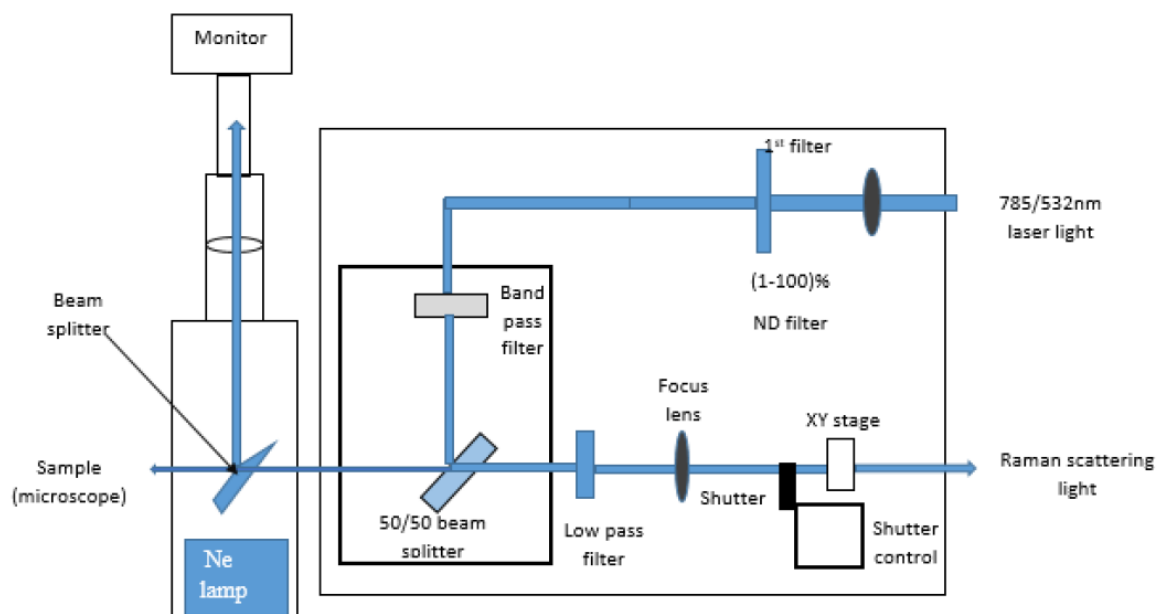 Monitor
1st filter
785/532nm
laser light
(1-100)%
ND filter
Beam
splitter
Band
pass
filter
Focus
lens
XY stage
Sample
(microscope)
50/50 beam
splitter
Low pass
filter
Shutter
Shutter
control
Raman scattering
light
Ne
lamp